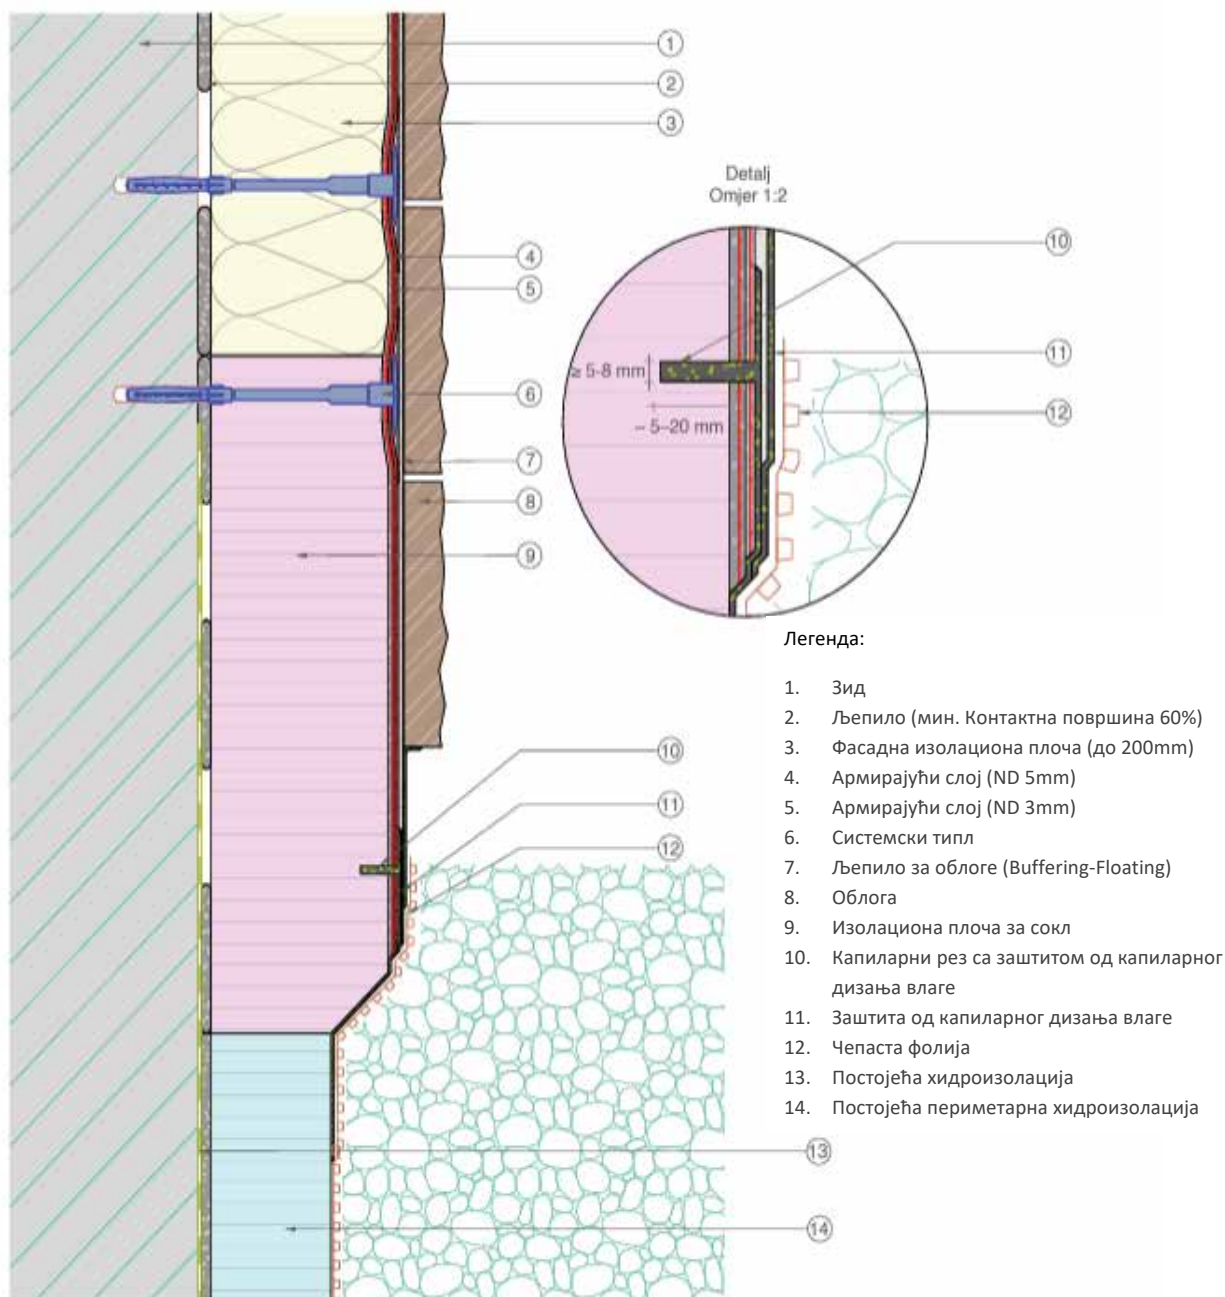 1
2
3
Detalj
Omjer 1:2
10
4
5
11
≥ 5-8 mm
6
12
~ 5–20 mm
7
8
9
Легенда:
1. Зид
2. Љепило (мин. Контактна површина 60%)
3. Фасадна изолациона плоча (до 200mm)
4. Армирајући слој (ND 5mm)
5. Армирајући слој (ND 3mm)
6. Системски типл
7. Љепило за облоге (Buffering-Floating)
8. Облога
9. Изолациона плоча за сокл
10. Капиларни рез са заштитом од капиларног
дизања влаге
11. Заштита од капиларног дизања влаге
12. Чепаста фолија
13. Постојећа хидроизолација
14. Постојећа периметарна хидроизолација
10
11
12
13
14